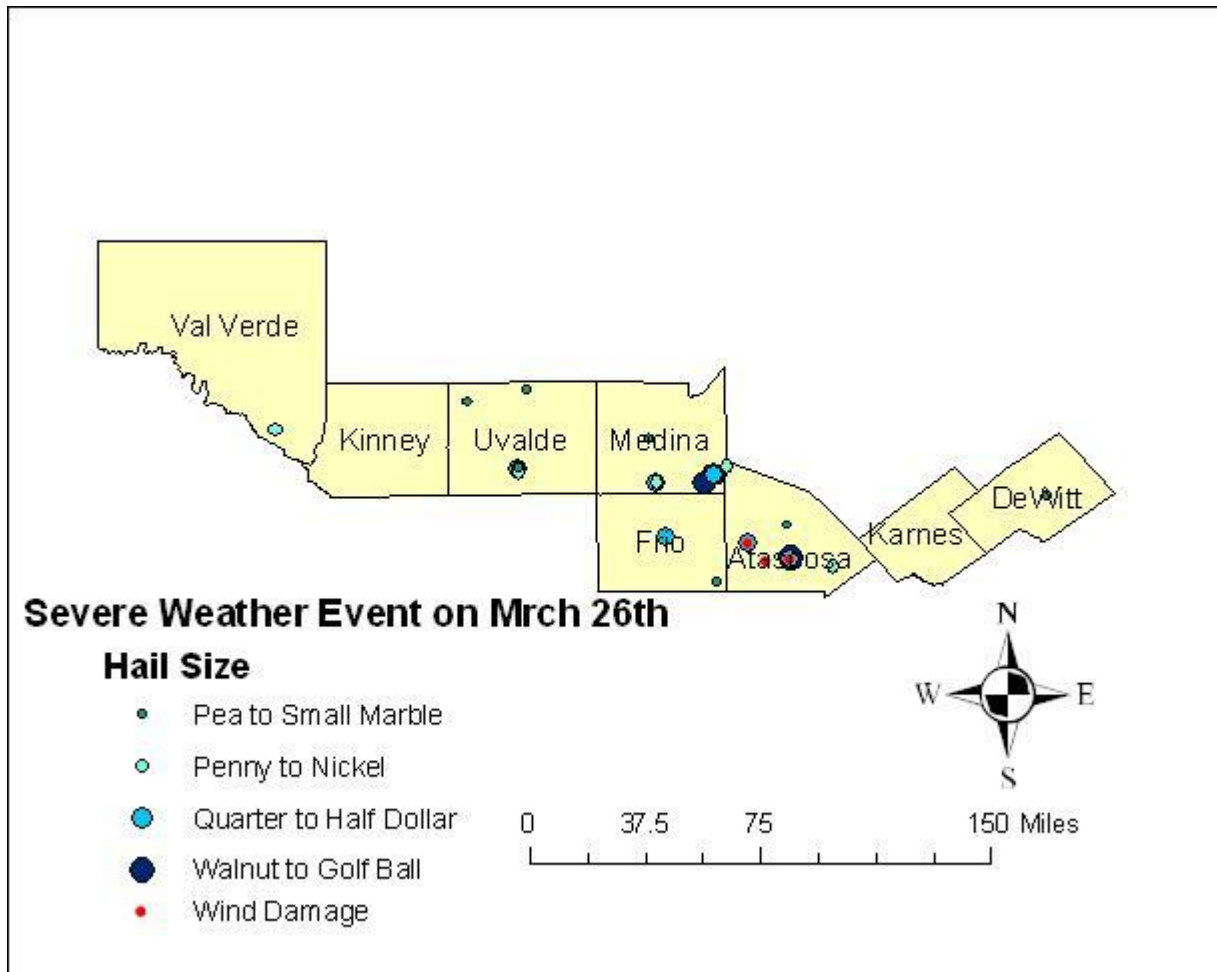 Val Verde
Kinney
Uvalde
Medina
Frio
Atascosa
Karnes
DeWitt
Severe Weather Event on Mrch 26th
Hail Size
Pea to Small Marble
Penny to Nickel
Quarter to Half Dollar
Walnut to Golf Ball
Wind Damage
0 37.5 75 150 Miles
N
W E
S